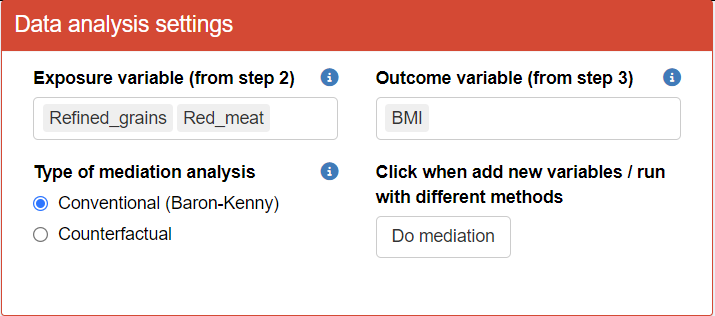 Data analysis settings
Exposure variable (from step 2)
Outcome variable (from step 3)
Refined_grains Red_meat
BMI
Type of mediation analysis
Conventional (Baron-Kenny)
Counterfactual
Click when add new variables / run
with different methods
Do mediation